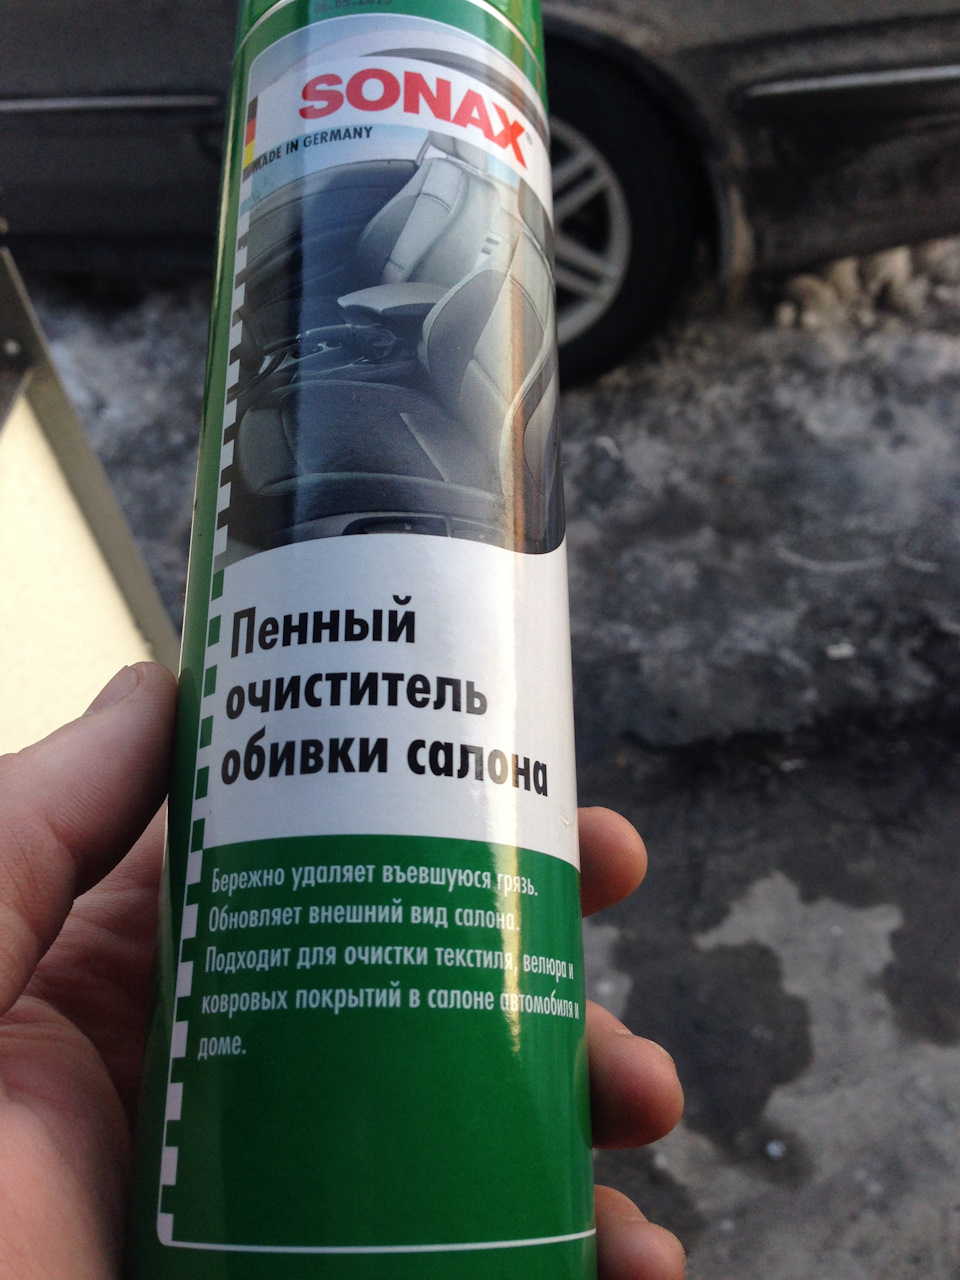 SONAX
MADE IN GERMANY
Пенный
очиститель
обивки салона
Бережно удаляет въевшуюся грязь.
Обновляет внешний вид салона.
Подходит для очистки текстиля, велюра и
ковровых покрытий в салоне автомобиля и
доме.